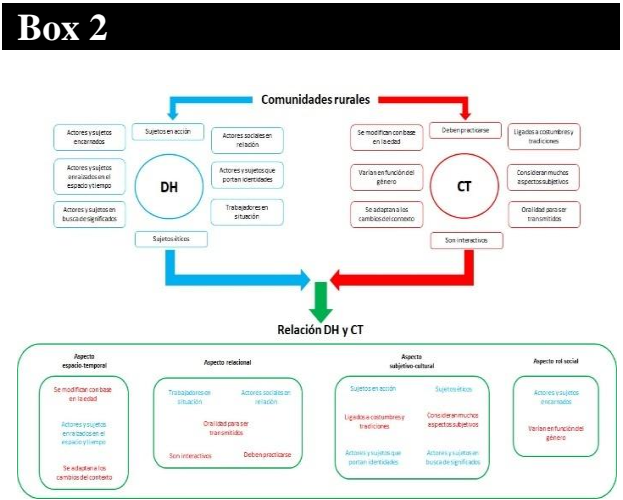 Box 2
Comunidades rurales
Actores y sujetos
encarnados
Sujetos en acción
Actores sociales en
relación
Actores y sujetos
enraizados en el
espacio y tiempo
DH
Actores y sujetos que
portan identidades
Actores y sujetos en
busca de significados
Trabajadores en
situación
Sujetos éticos
Se modifican con base
en la edad
Deben practicarse
Ligados a costumbres y
tradiciones
Varían en función del
género
CT
Consideran muchos
aspectos subjetivos
Se adaptan a los
cambios del contexto
Oralidad para ser
transmitidos
Son interactivos
Relación DH y CT
Aspecto
espacio-temporal
Se modifican con base
en la edad
Actores y sujetos
enraizados en el
espacio y tiempo
Se adaptan a los
cambios del contexto
Aspecto relacional
Trabajadores en
situación
Actores sociales en
relación
Oralidad para ser
transmitidos
Son interactivos
Deben practicarse
Aspecto
subjetivo-cultural
Sujetos en acción
Sujetos éticos
Ligados a costumbres y
tradiciones
Consideran muchos
aspectos subjetivos
Actores y sujetos que
portan identidades
Actores y sujetos en
busca de significados
Aspecto rol social
Actores y sujetos
encarnados
Varían en función del
género